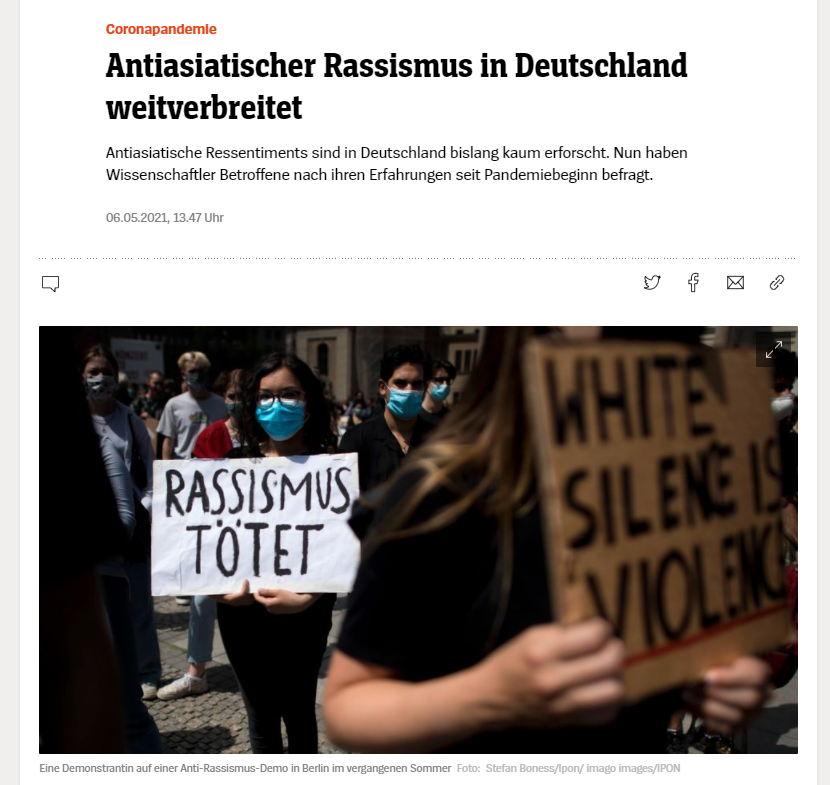 Coronapandemie
Antiasiatischer Rassismus in Deutschland
weitverbreitet
Antiasiatische Ressentiments sind in Deutschland bislang kaum erforscht. Nun haben
Wissenschaftler Betroffene nach ihren Erfahrungen seit Pandemiebeginn befragt.
06.05.2021, 13.47 Uhr
RASSISMUS
TÖTET
WHITE
SILENCE IS
VIOLENC
Eine Demonstrantin auf einer Anti-Rassismus-Demo in Berlin im vergangenen Sommer Foto: Stefan Boness/Ipon/ imago images/IPON